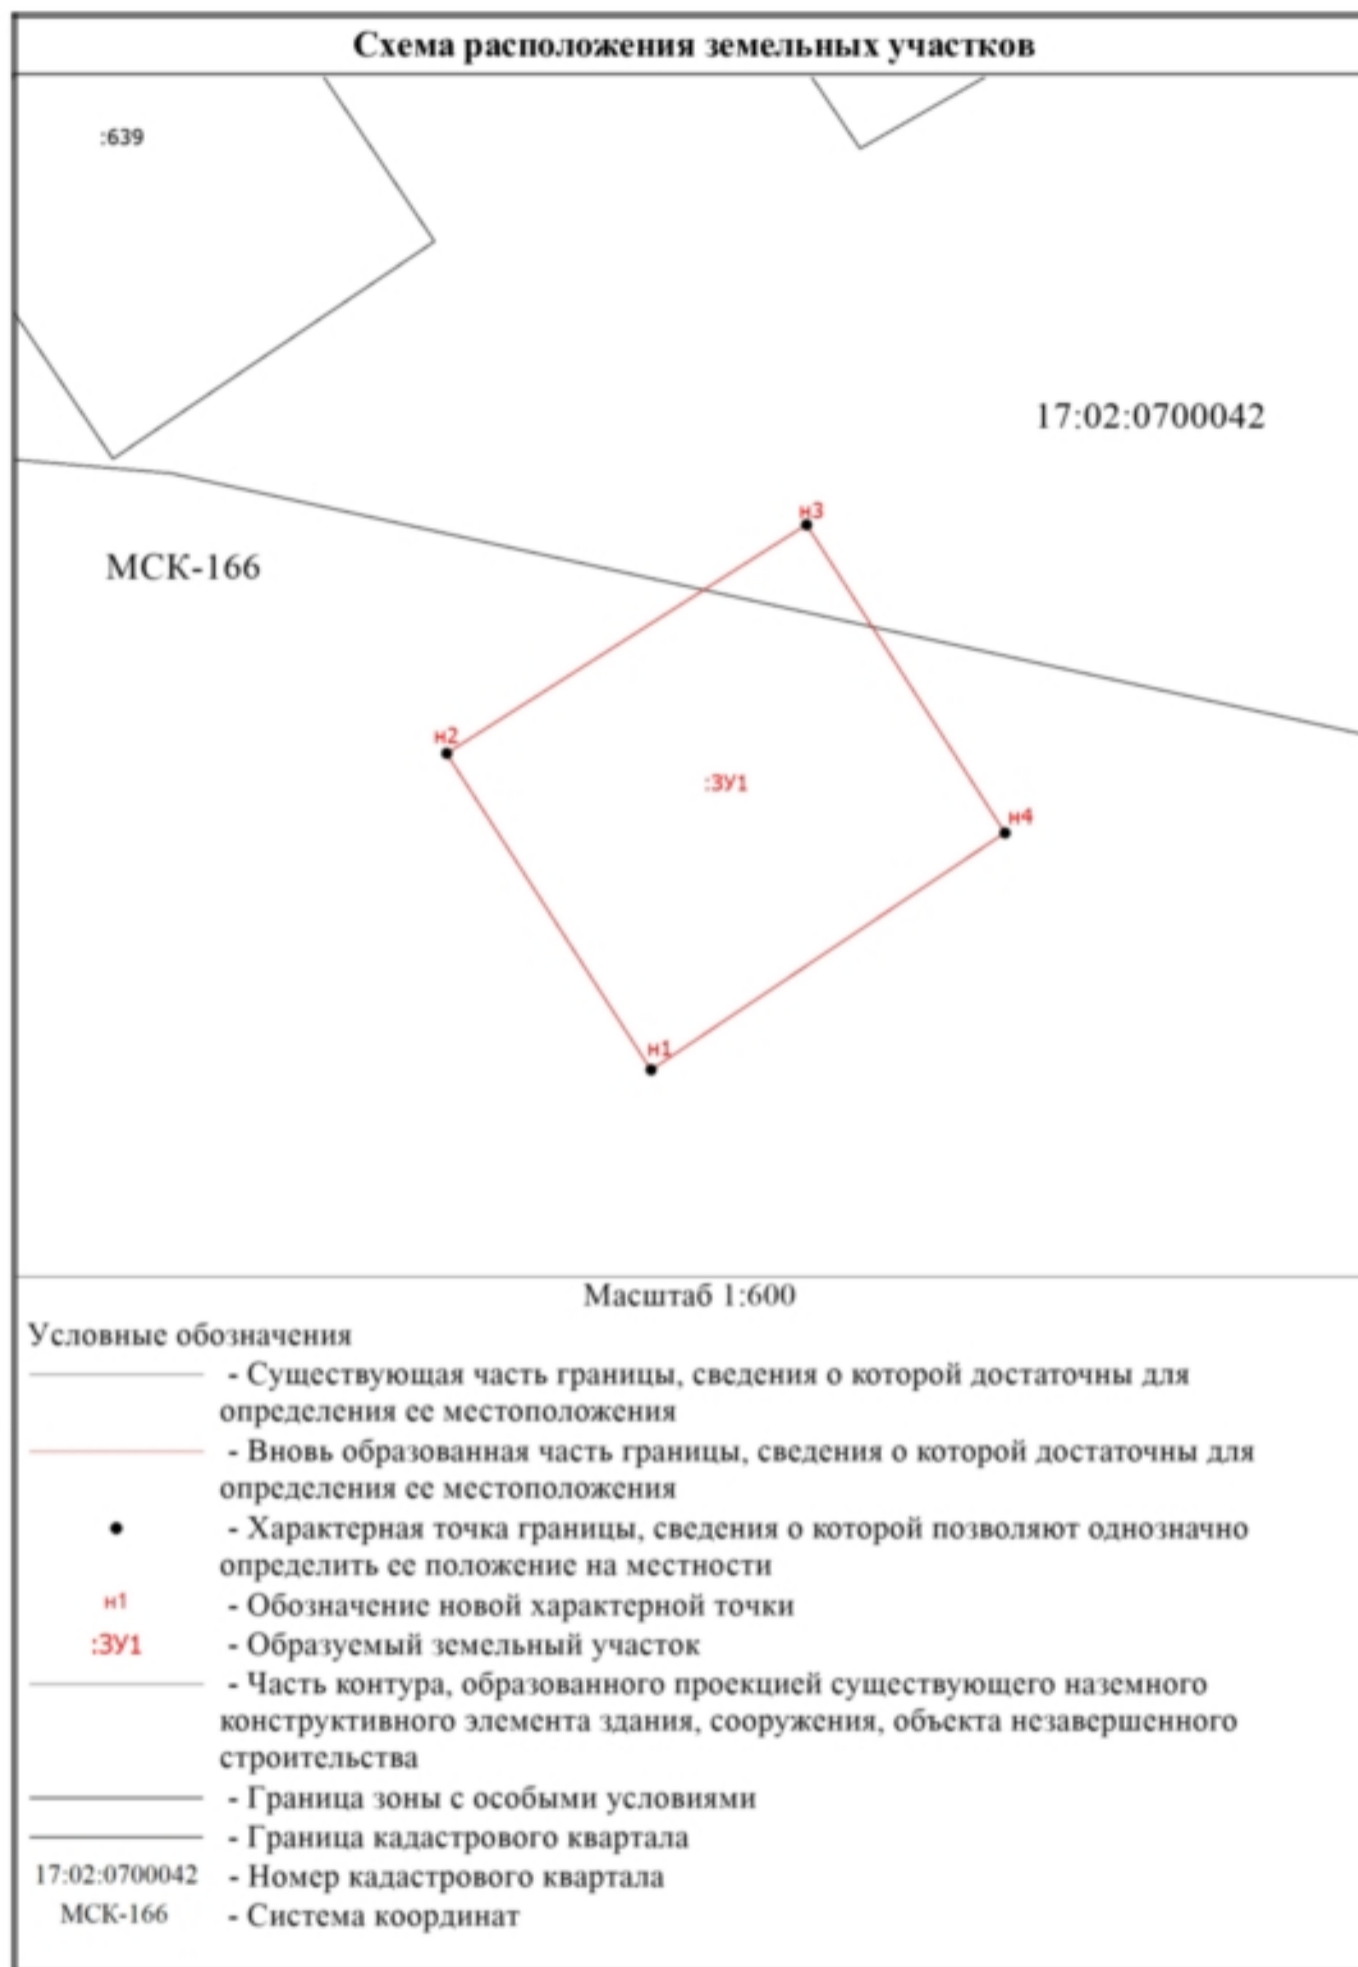 Схема расположения земельных участков
:639
17:02:0700042
н3
МСК-166
н2
:ЗУ1
н4
н1
Масштаб 1:600
Условные обозначения
- Существующая часть границы, сведения о которой достаточны для
определения ее местоположения
- Вновь образованная часть границы, сведения о которой достаточны для
определения ее местоположения
- Характерная точка границы, сведения о которой позволяют однозначно
определить ее положение на местности
н1 - Обозначение новой характерной точки
:ЗУ1 - Образуемый земельный участок
- Часть контура, образованного проекцией существующего наземного
конструктивного элемента здания, сооружения, объекта незавершенного
строительства
- Граница зоны с особыми условиями
- Граница кадастрового квартала
17:02:0700042 - Номер кадастрового квартала
МСК-166 - Система координат